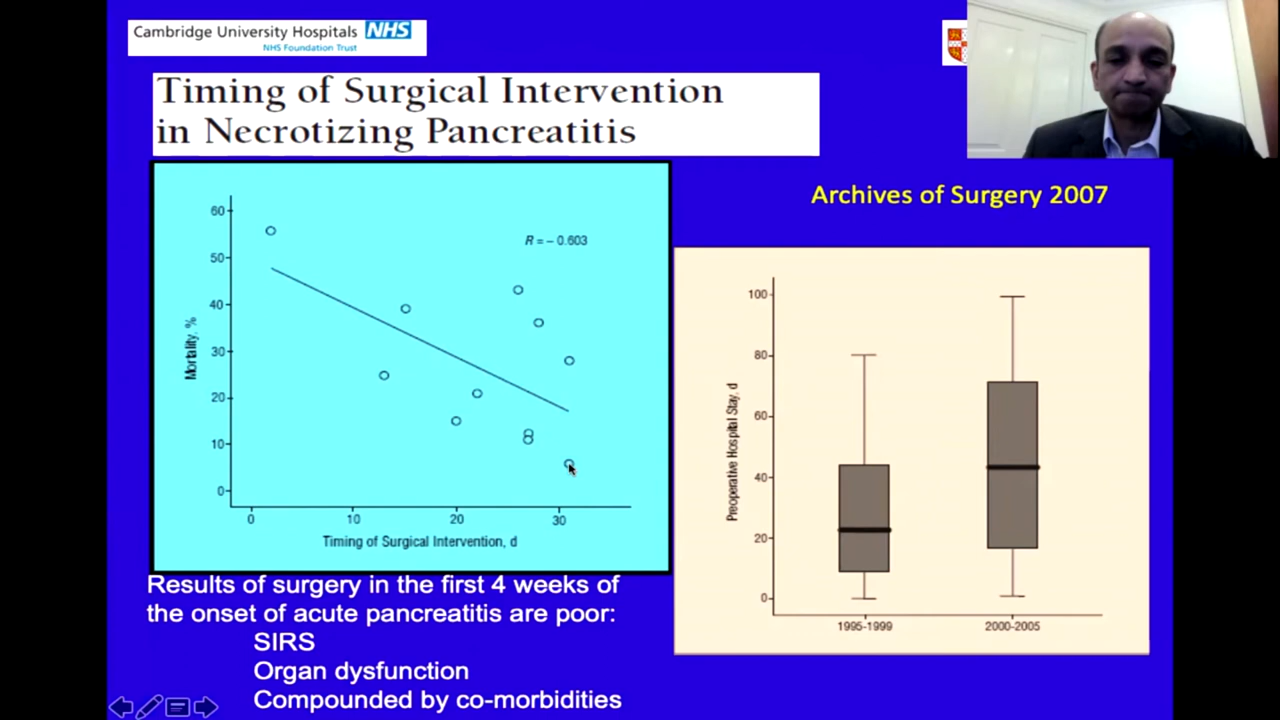 Cambridge University Hospitals NHS
NHS Foundation Trust
Timing of Surgical Intervention
in Necrotizing Pancreatitis
Archives of Surgery 2007
R = – 0.603
Mortality, %
60
50
40
30
20
10
0
0 10 20 30
Timing of Surgical Intervention, d
Preoperative Hospital Stay, d
100
80
60
40
20
0
1995-1999 2000-2005
Results of surgery in the first 4 weeks of
the onset of acute pancreatitis are poor:
SIRS
Organ dysfunction
Compounded by co-morbidities